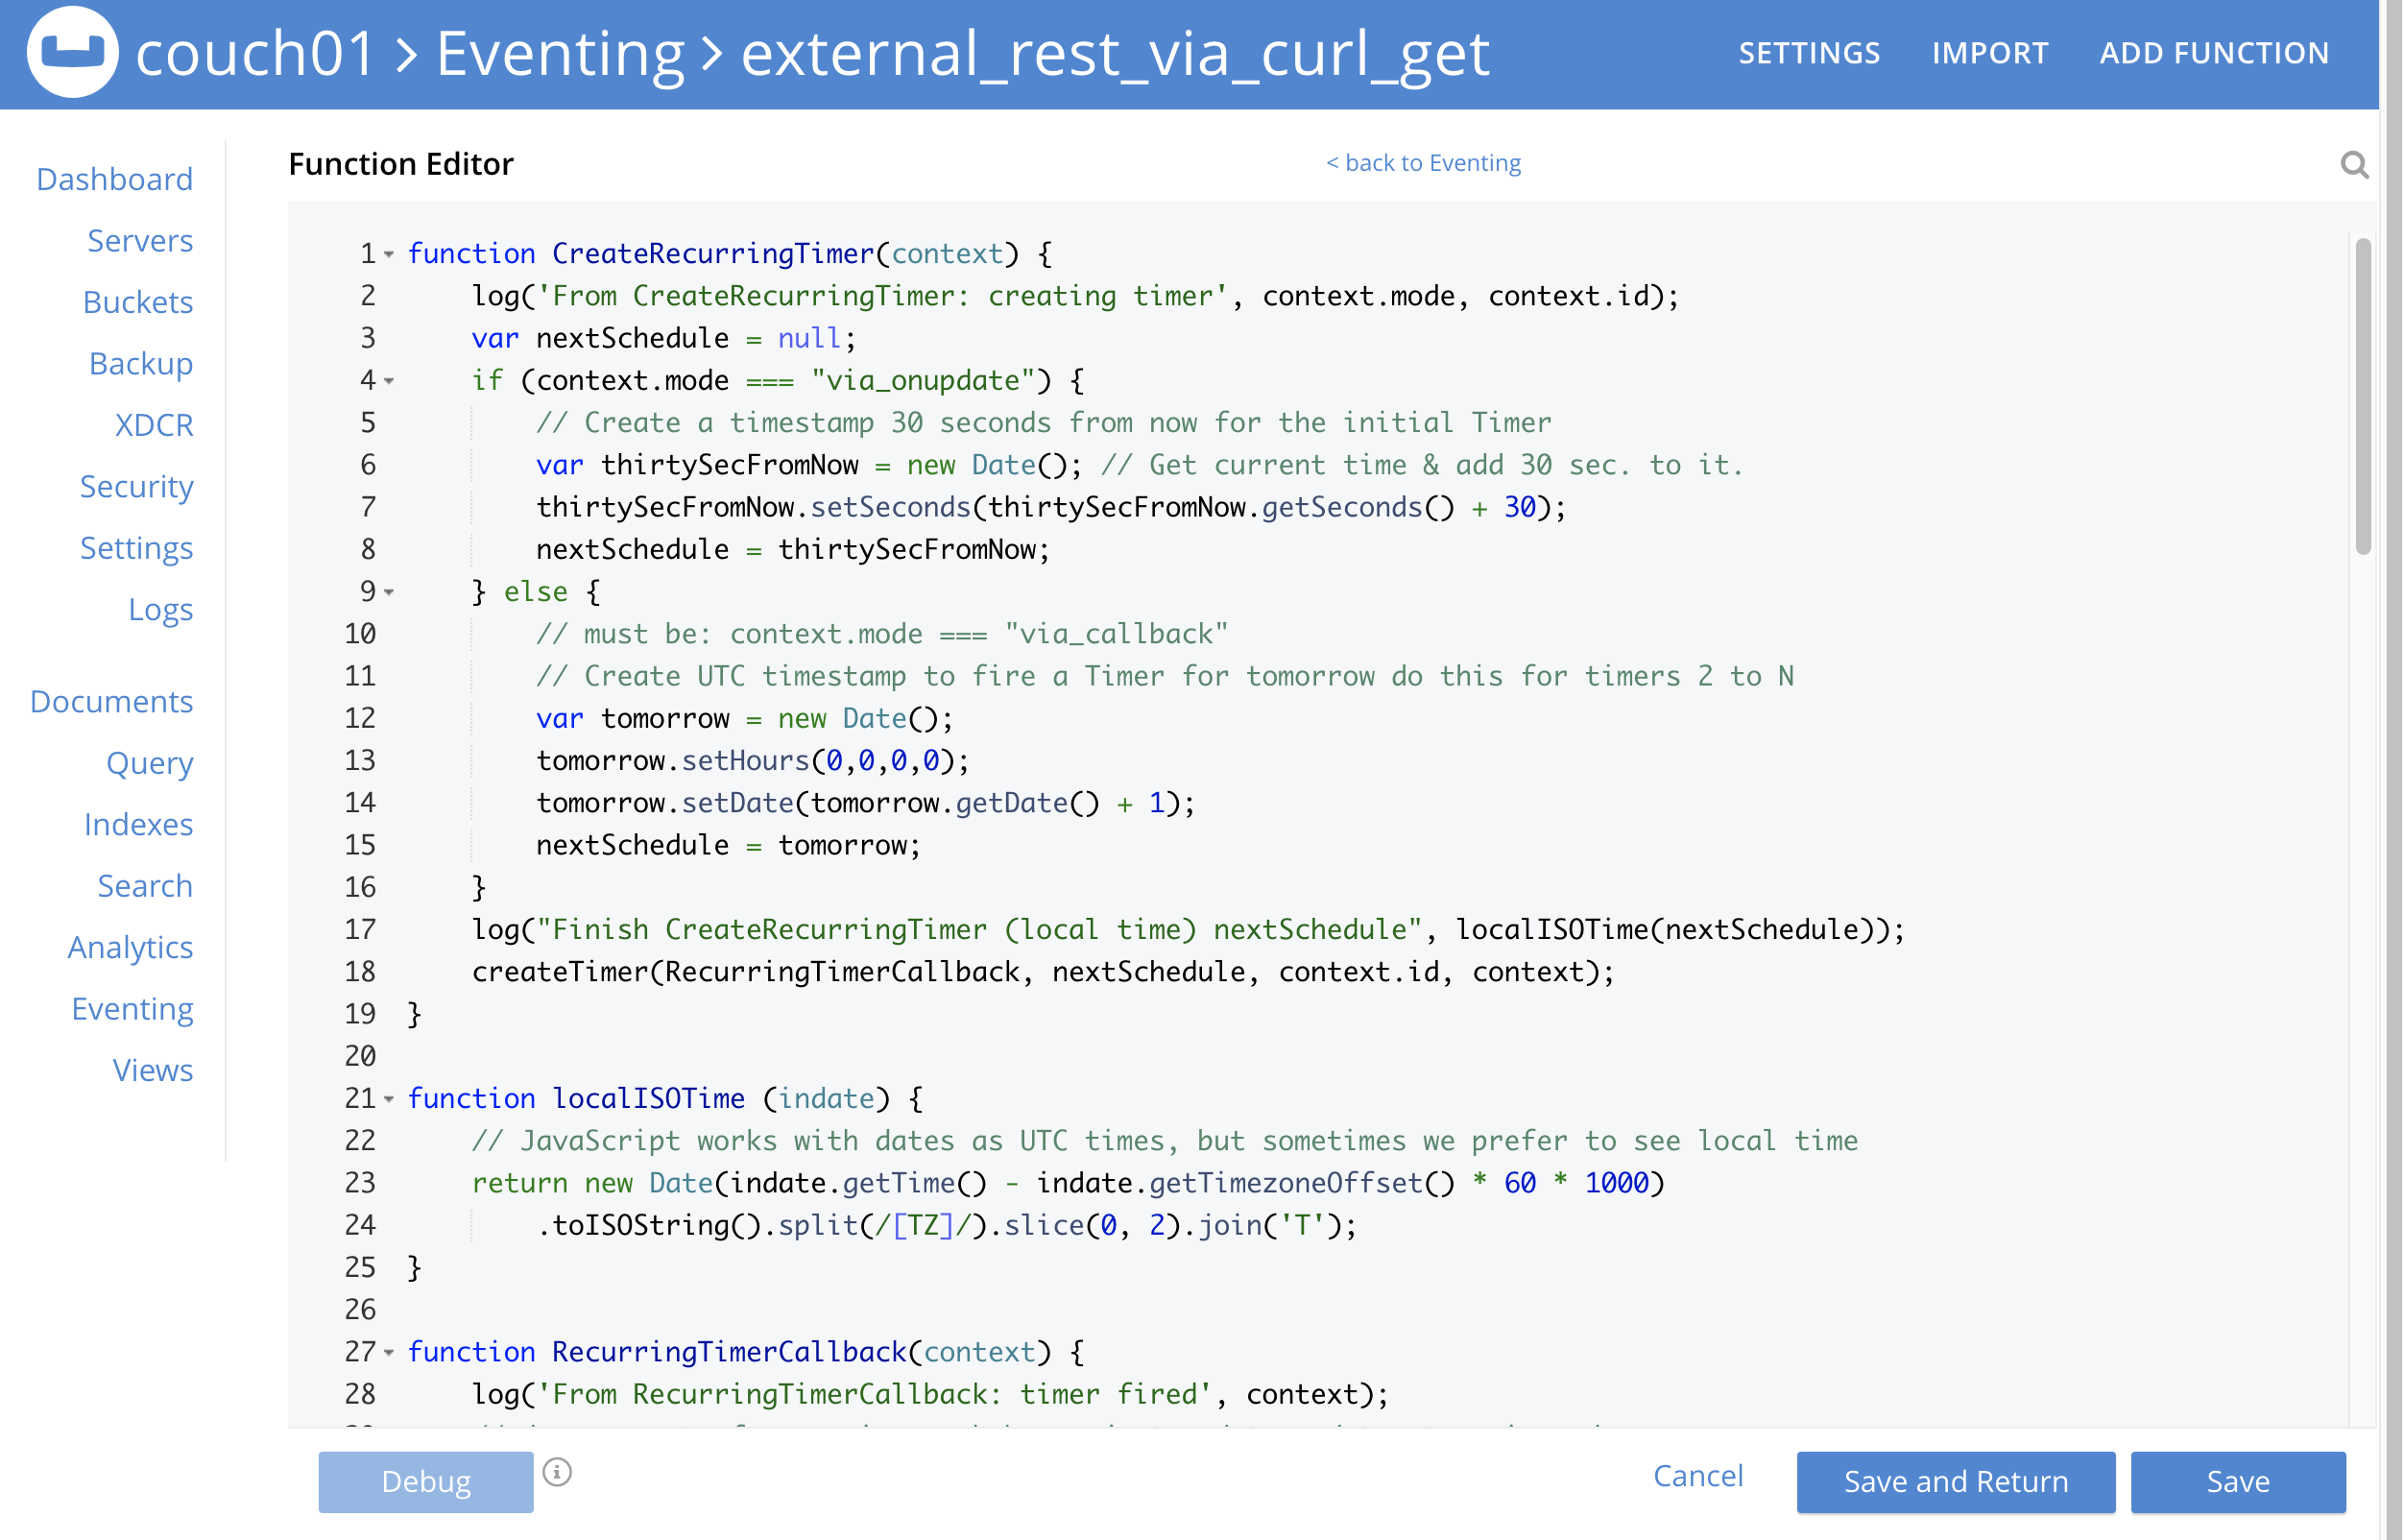 couch01 > Eventing > external_rest_via_curl_get
SETTINGS IMPORT ADD FUNCTION
Dashboard
Servers
Buckets
Backup
XDCR
Security
Settings
Logs
Documents
Query
Indexes
Search
Analytics
Eventing
Views
Function Editor
< back to Eventing
1 function CreateRecurringTimer(context) {
2     log('From CreateRecurringTimer: creating timer', context.mode, context.id);
3     var nextSchedule = null;
4     if (context.mode === "via_onupdate") {
5         // Create a timestamp 30 seconds from now for the initial Timer
6         var thirtySecFromNow = new Date(); // Get current time & add 30 sec. to it.
7         thirtySecFromNow.setSeconds(thirtySecFromNow.getSeconds() + 30);
8         nextSchedule = thirtySecFromNow;
9     } else {
10         // must be: context.mode === "via_callback"
11         // Create UTC timestamp to fire a Timer for tomorrow do this for timers 2 to N
12         var tomorrow = new Date();
13         tomorrow.setHours(0,0,0,0);
14         tomorrow.setDate(tomorrow.getDate() + 1);
15         nextSchedule = tomorrow;
16     }
17     log("Finish CreateRecurringTimer (local time) nextSchedule", localISOTime(nextSchedule));
18     createTimer(RecurringTimerCallback, nextSchedule, context.id, context);
19 }
20
21 function localISOTime (indate) {
22     // JavaScript works with dates as UTC times, but sometimes we prefer to see local time
23     return new Date(indate.getTime() - indate.getTimezoneOffset() * 60 * 1000)
24         .toISOString().split(/[TZ]/).slice(0, 2).join('T');
25 }
26
27 function RecurringTimerCallback(context) {
28     log('From RecurringTimerCallback: timer fired', context);
Debug
Cancel
Save and Return
Save